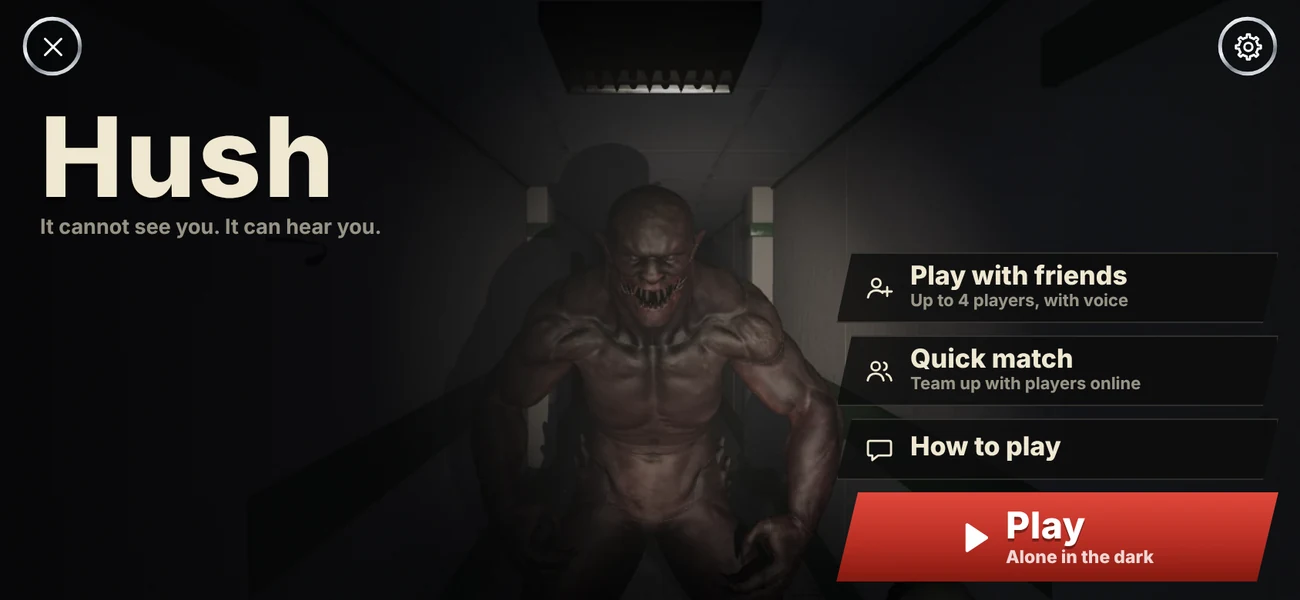 Hush
It cannot see you. It can hear you.
Play with friends
Up to 4 players, with voice
Quick match
Team up with players online
How to play
Play
Alone in the dark